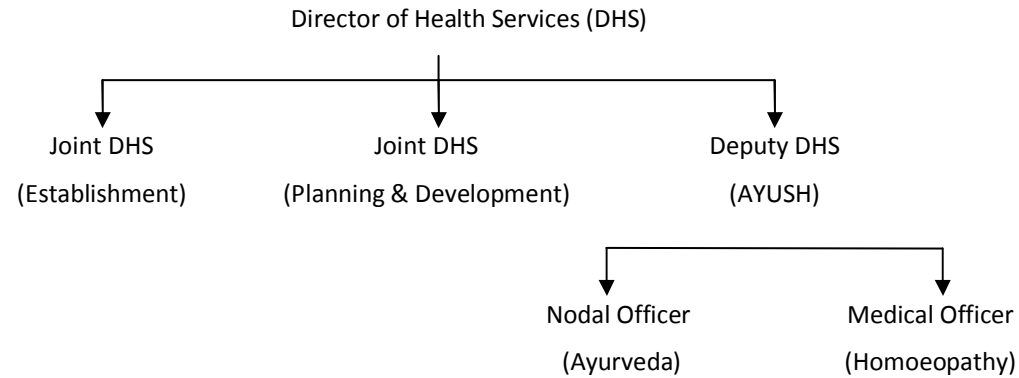 Director of Health Services (DHS)
Joint DHS
(Establishment)
Joint DHS
(Planning & Development)
Deputy DHS
(AYUSH)
Nodal Officer
(Ayurveda)
Medical Officer
(Homoeopathy)